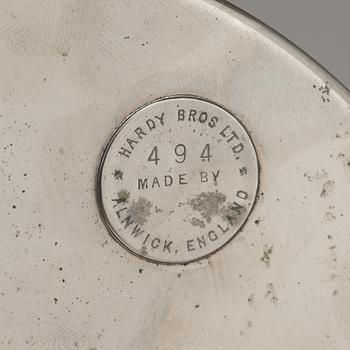 HARDY BROS LTD.
494
MADE BY
ALNWICK, ENGLAND